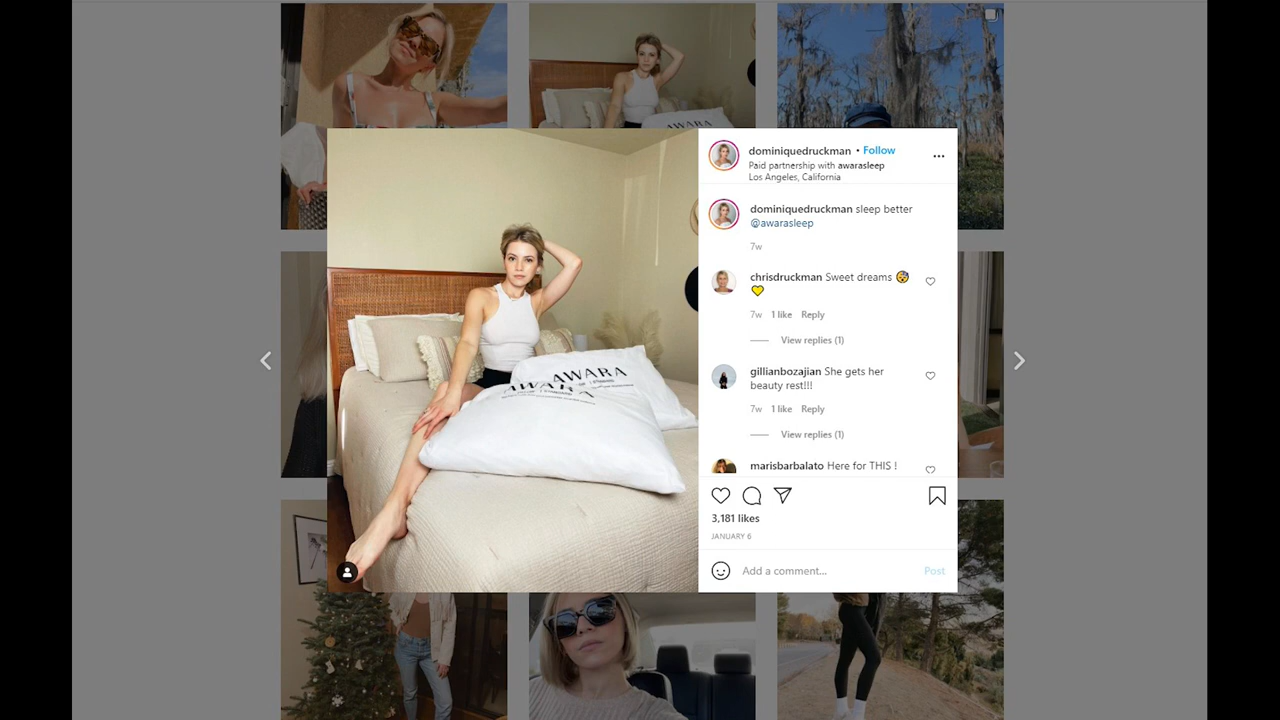 AWARA
AWARA
AWARA
dominiquedruckman • Follow
Paid partnership with awarasleep
Los Angeles, California
dominiquedruckman sleep better
@awarasleep
7w
chrisdruckman Sweet dreams 😴
💛
7w 1 like Reply
View replies (1)
gillianbozajian She gets her
beauty rest!!!
7w 1 like Reply
View replies (1)
marisbarbalato Here for THIS !
3,181 likes
JANUARY 6
Add a comment... Post